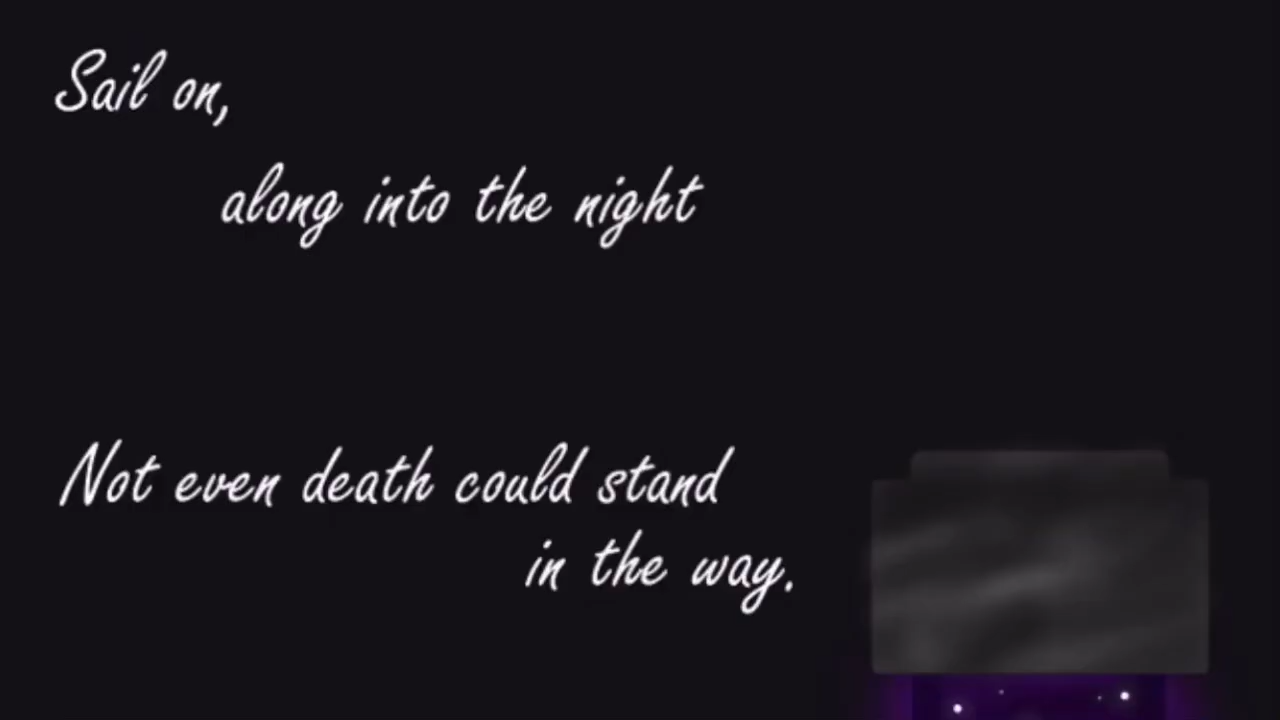 Sail on,
along into the night
Not even death could stand
in the way.